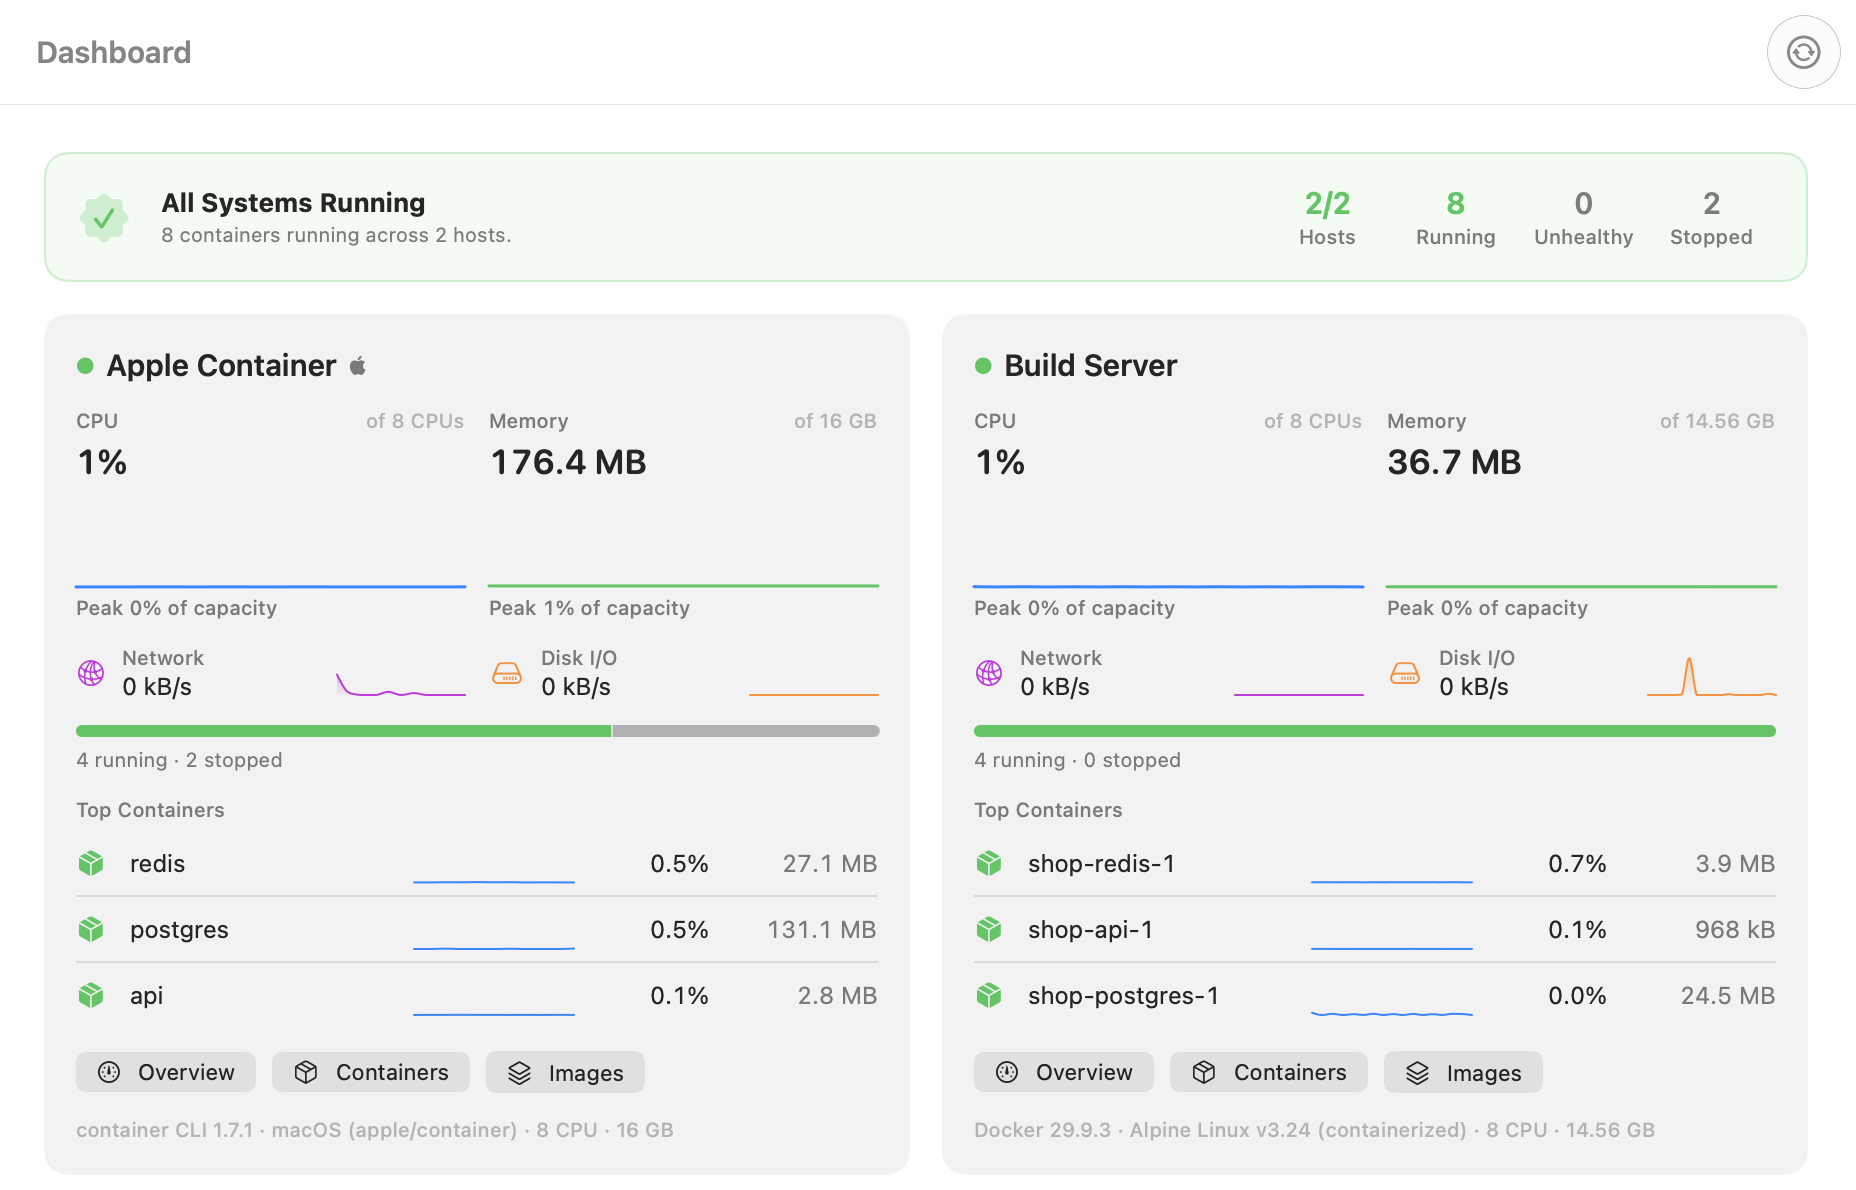 Dashboard
All Systems Running
8 containers running across 2 hosts.
2/2
Hosts
8
Running
0
Unhealthy
2
Stopped
Apple Container
CPU
of 8 CPUs
1%
Memory
of 16 GB
176.4 MB
Peak 0% of capacity
Peak 1% of capacity
Network
0 kB/s
Disk I/O
0 kB/s
4 running · 2 stopped
Top Containers
redis 0.5% 27.1 MB
postgres 0.5% 131.1 MB
api 0.1% 2.8 MB
Overview
Containers
Images
container CLI 1.7.1 · macOS (apple/container) · 8 CPU · 16 GB
Build Server
CPU
of 8 CPUs
1%
Memory
of 14.56 GB
36.7 MB
Peak 0% of capacity
Peak 0% of capacity
Network
0 kB/s
Disk I/O
0 kB/s
4 running · 0 stopped
Top Containers
shop-redis-1 0.7% 3.9 MB
shop-api-1 0.1% 968 kB
shop-postgres-1 0.0% 24.5 MB
Overview
Containers
Images
Docker 29.9.3 · Alpine Linux v3.24 (containerized) · 8 CPU · 14.56 GB